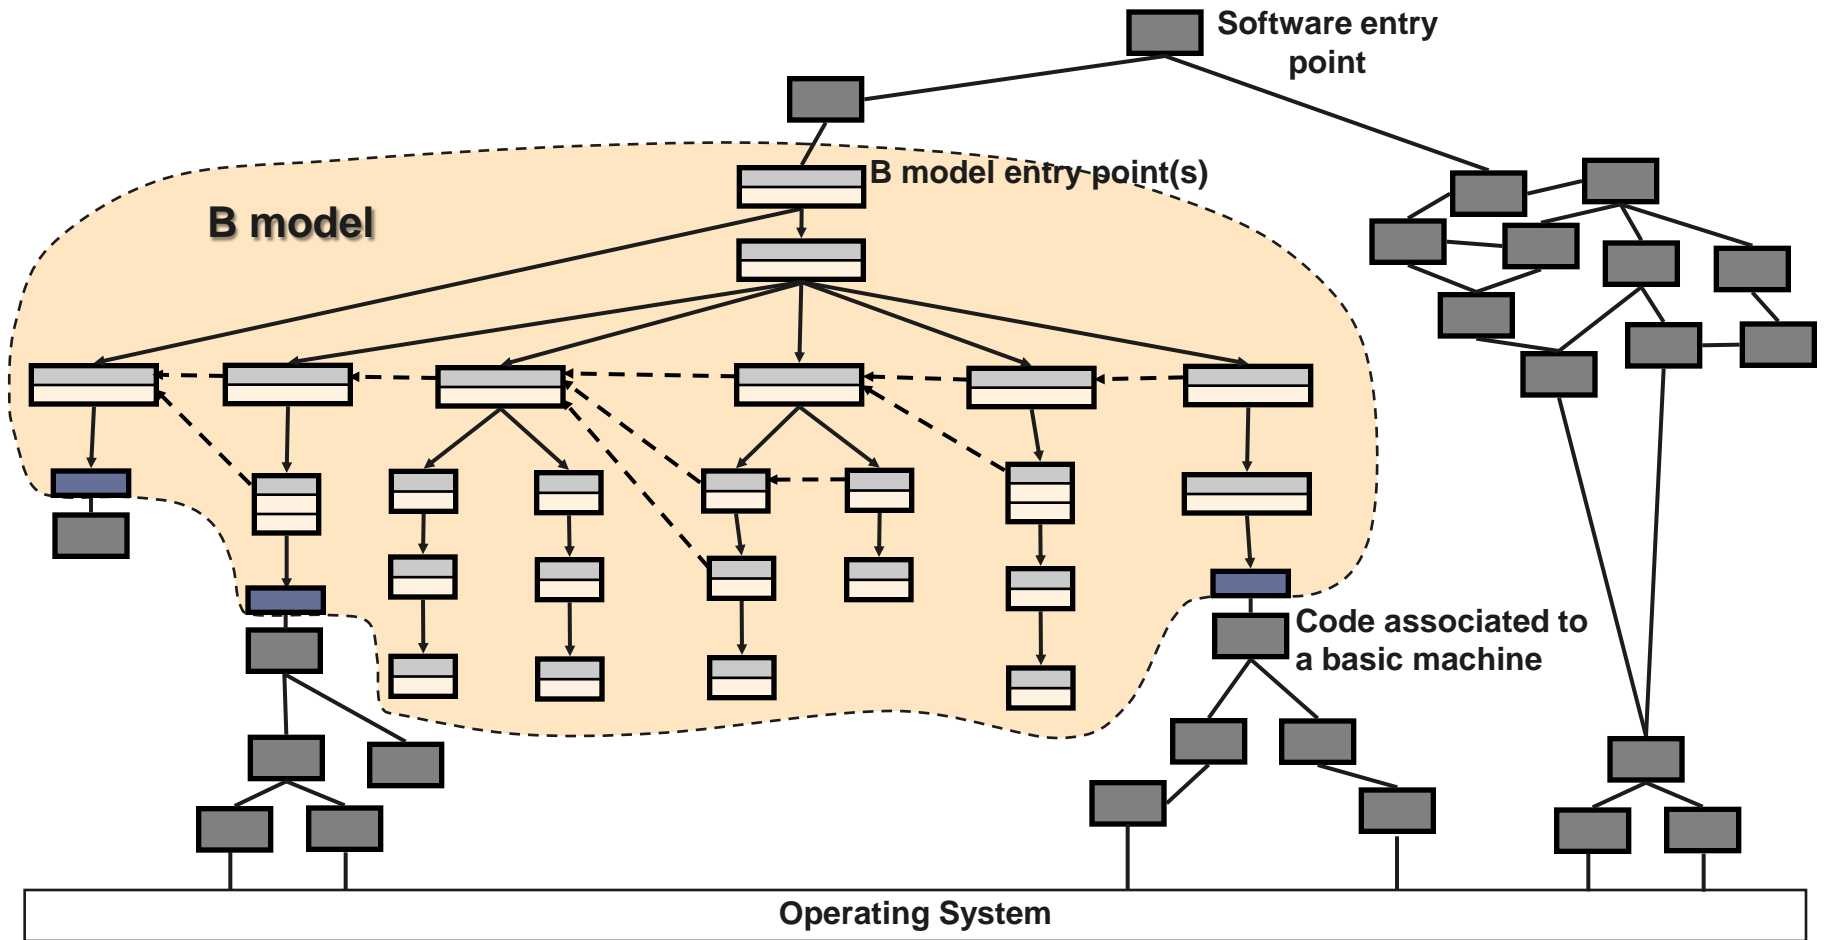 Software entry
point
B model entry point(s)
B model
Code associated to
a basic machine
Operating System